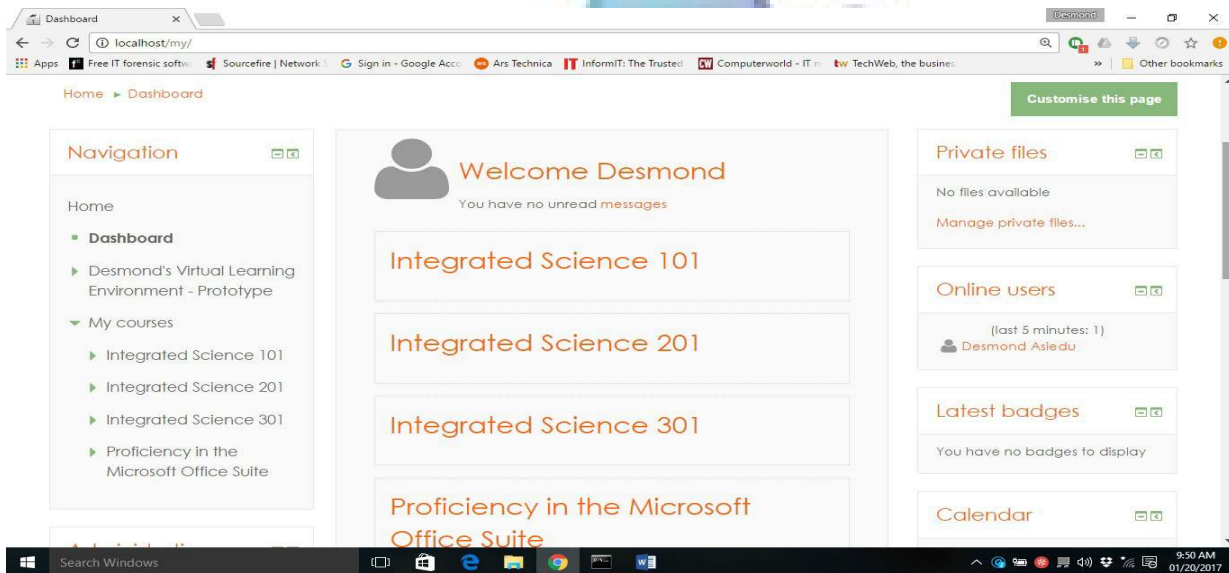 Dashboard
Desmond
localhost/my/
Apps Free IT forensic softw Sourcefire | Network S Sign in - Google Acco Ars Technica InformIT: The Trusted Computerworld - IT n TechWeb, the busines » Other bookmarks
Home ► Dashboard
Customise this page
Navigation
Home
Dashboard
Desmond's Virtual Learning
Environment - Prototype
My courses
Integrated Science 101
Integrated Science 201
Integrated Science 301
Proficiency in the
Microsoft Office Suite
Welcome Desmond
You have no unread messages
Integrated Science 101
Integrated Science 201
Integrated Science 301
Proficiency in the Microsoft
Office Suite
Private files
No files available
Manage private files...
Online users
(last 5 minutes: 1)
Desmond Asiedu
Latest badges
You have no badges to display
Calendar
Search Windows
9:50 AM
01/20/2017